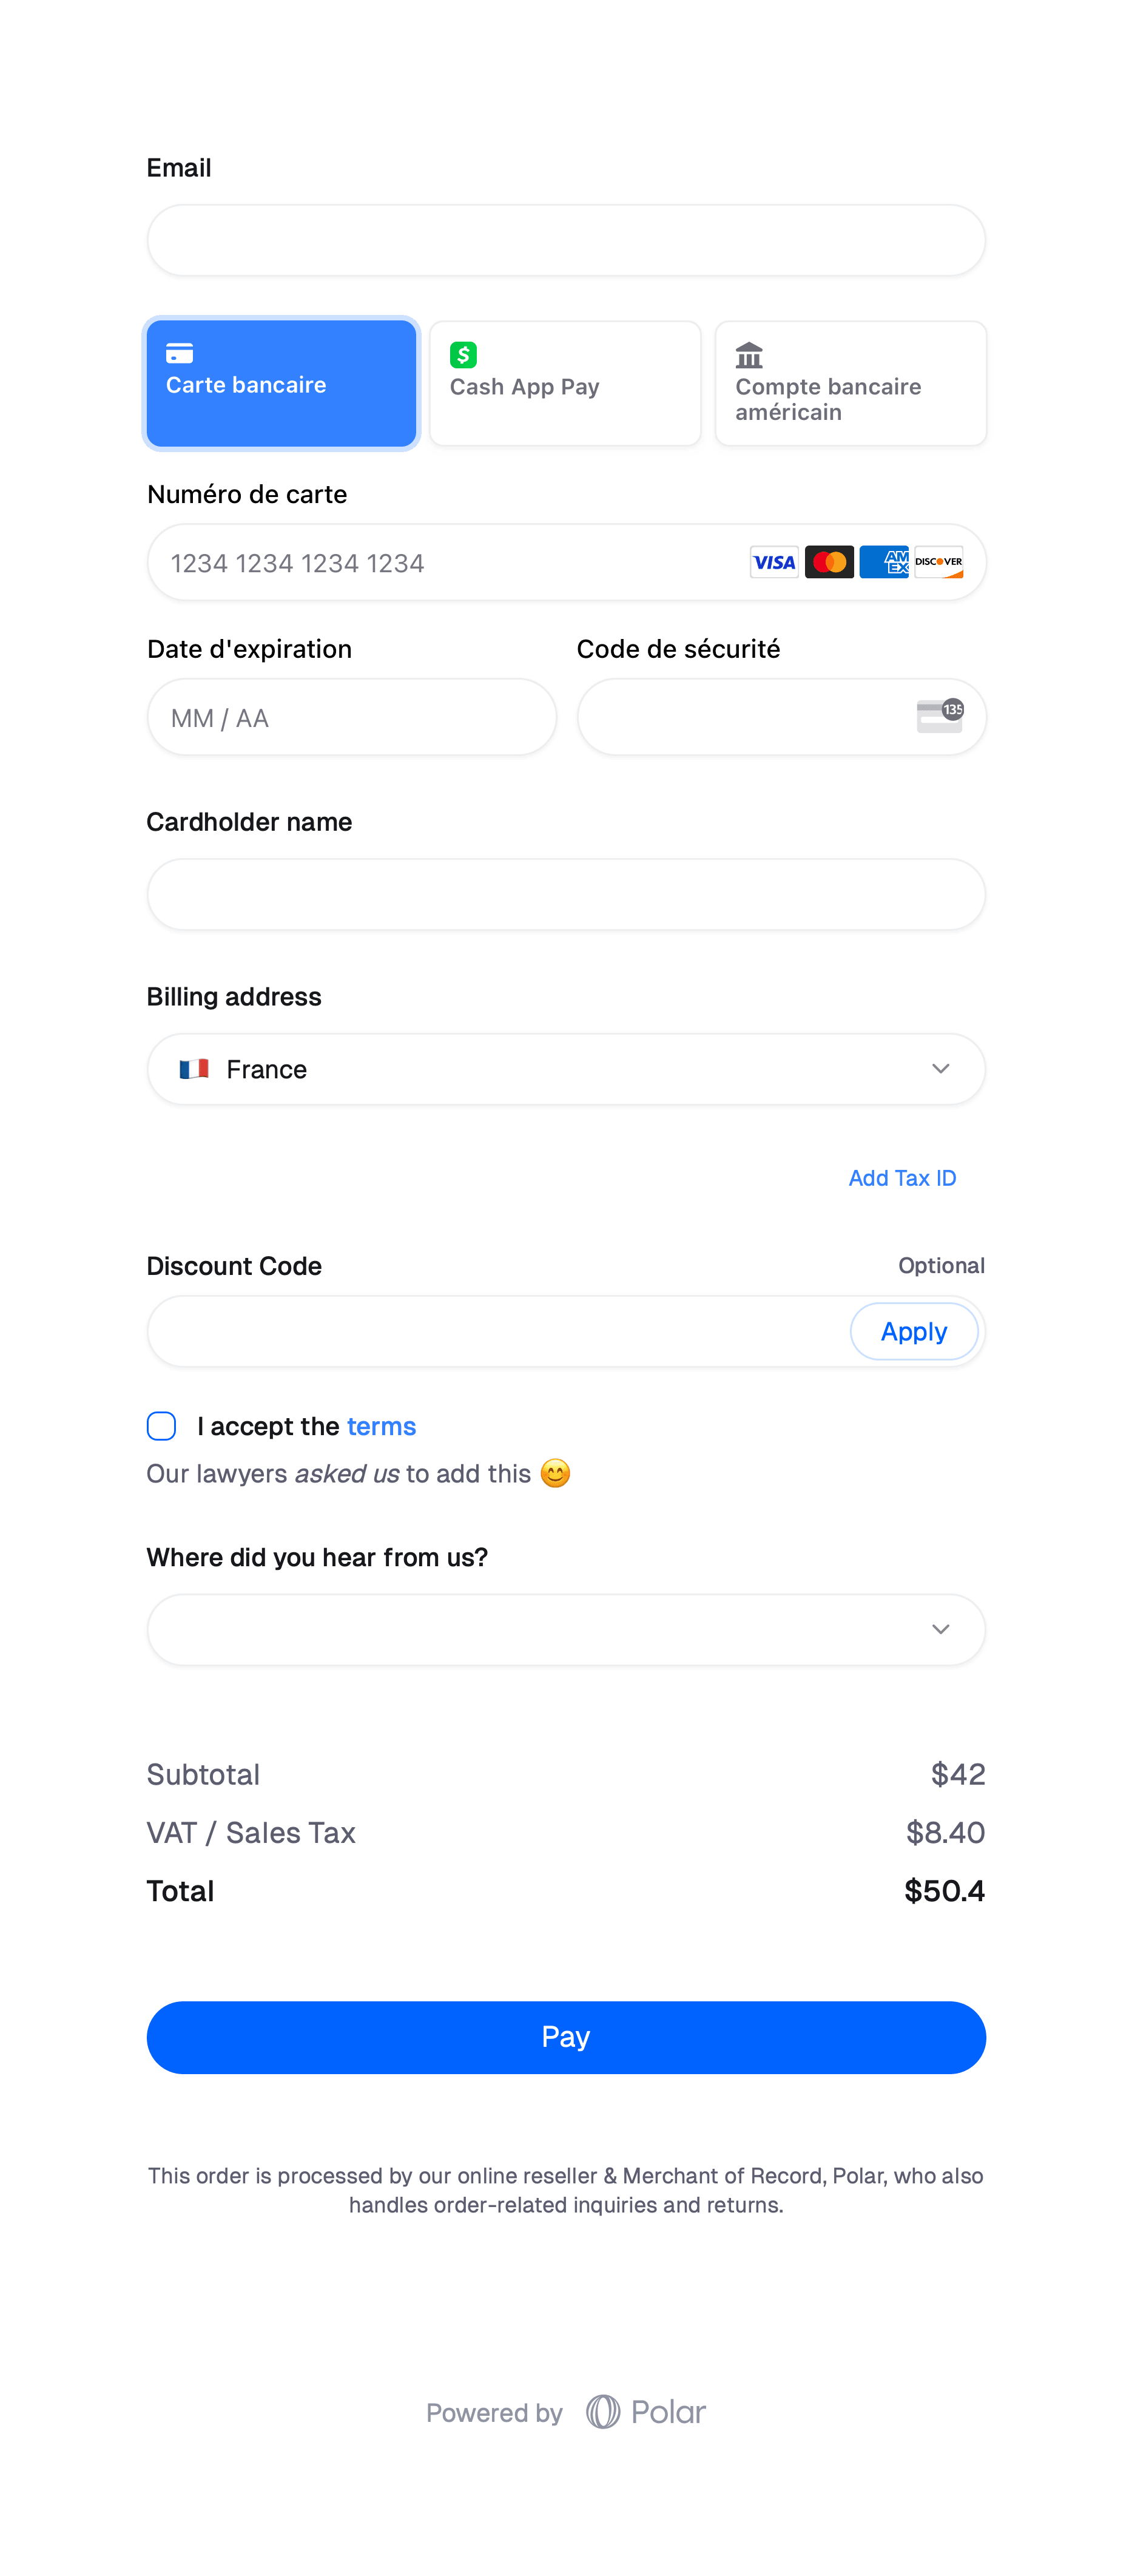 Email
Carte bancaire
Cash App Pay
Compte bancaire
américain
Numéro de carte
1234 1234 1234 1234
VISA
AM
EX
DISCOVER
Date d'expiration
Code de sécurité
MM / AA
135
Cardholder name
Billing address
France
Add Tax ID
Discount Code
Optional
Apply
I accept the terms
Our lawyers asked us to add this 😊
Where did you hear from us?
Subtotal
$42
VAT / Sales Tax
$8.40
Total
$50.4
Pay
This order is processed by our online reseller & Merchant of Record, Polar, who also
handles order-related inquiries and returns.
Powered by Polar